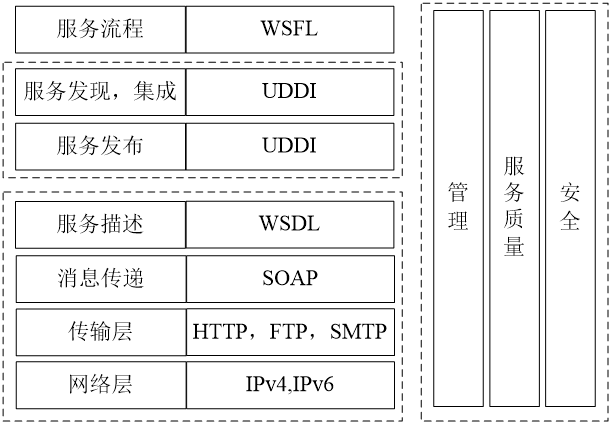 服务流程 WSFL
服务发现，集成 UDDI
服务发布 UDDI
服务描述 WSDL
消息传递 SOAP
传输层 HTTP，FTP，SMTP
网络层 IPv4,IPv6
管理
服务质量
安全